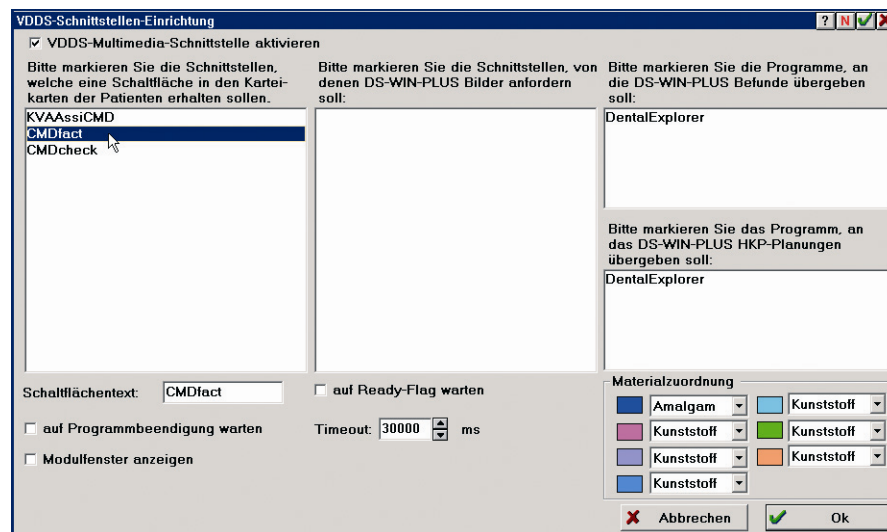 VDDS-Schnittstellen-Einrichtung
? N
VDDS-Multimedia-Schnittstelle aktivieren
Bitte markieren Sie die Schnittstellen,
welche eine Schaltfläche in den Kartei-
karten der Patienten erhalten sollen.
KVAAssiCMD
CMDfact
CMDcheck
Schaltflächentext: CMDfact
auf Programmbeendigung warten
Modulfenster anzeigen
Bitte markieren Sie die Schnittstellen, von
denen DS-WIN-PLUS Bilder anfordern
soll:
auf Ready-Flag warten
Timeout: 30000 ms
Bitte markieren Sie die Programme, an
die DS-WIN-PLUS Befunde übergeben
soll:
DentalExplorer
Bitte markieren Sie das Programm, an
das DS-WIN-PLUS HKP-Planungen
übergeben soll:
DentalExplorer
Materialzuordnung
Amalgam Kunststoff
Kunststoff Kunststoff
Kunststoff Kunststoff
Kunststoff
Abbrechen Ok